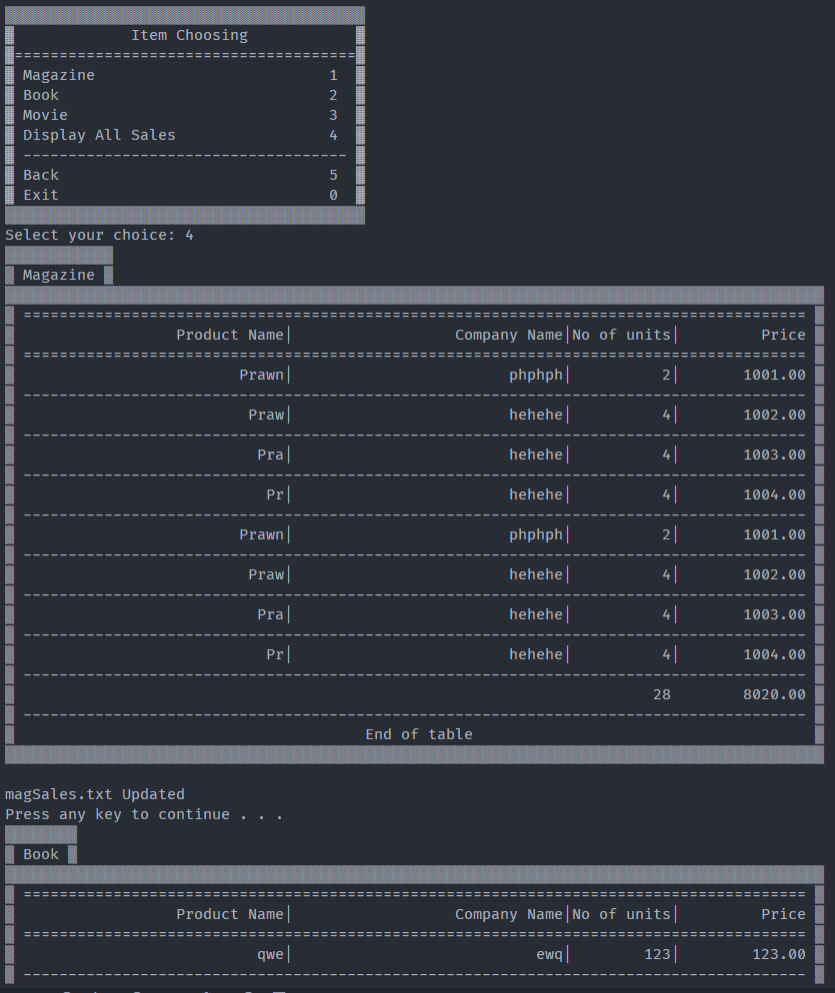 Item Choosing
=====================================
Magazine 1
Book 2
Movie 3
Display All Sales 4
------------------------------------
Back 5
Exit 0
Select your choice: 4
Magazine
=======================================================================================
Product Name| Company Name|No of units| Price
=======================================================================================
Prawn| phphph| 2| 1001.00
---------------------------------------------------------------------------------------
Praw| hehehe| 4| 1002.00
---------------------------------------------------------------------------------------
Pra| hehehe| 4| 1003.00
---------------------------------------------------------------------------------------
Pr| hehehe| 4| 1004.00
---------------------------------------------------------------------------------------
Prawn| phphph| 2| 1001.00
---------------------------------------------------------------------------------------
Praw| hehehe| 4| 1002.00
---------------------------------------------------------------------------------------
Pra| hehehe| 4| 1003.00
---------------------------------------------------------------------------------------
Pr| hehehe| 4| 1004.00
---------------------------------------------------------------------------------------
28 8020.00
---------------------------------------------------------------------------------------
End of table
magSales.txt Updated
Press any key to continue . . .
Book
=======================================================================================
Product Name| Company Name|No of units| Price
=======================================================================================
qwe| ewq| 123| 123.00
---------------------------------------------------------------------------------------